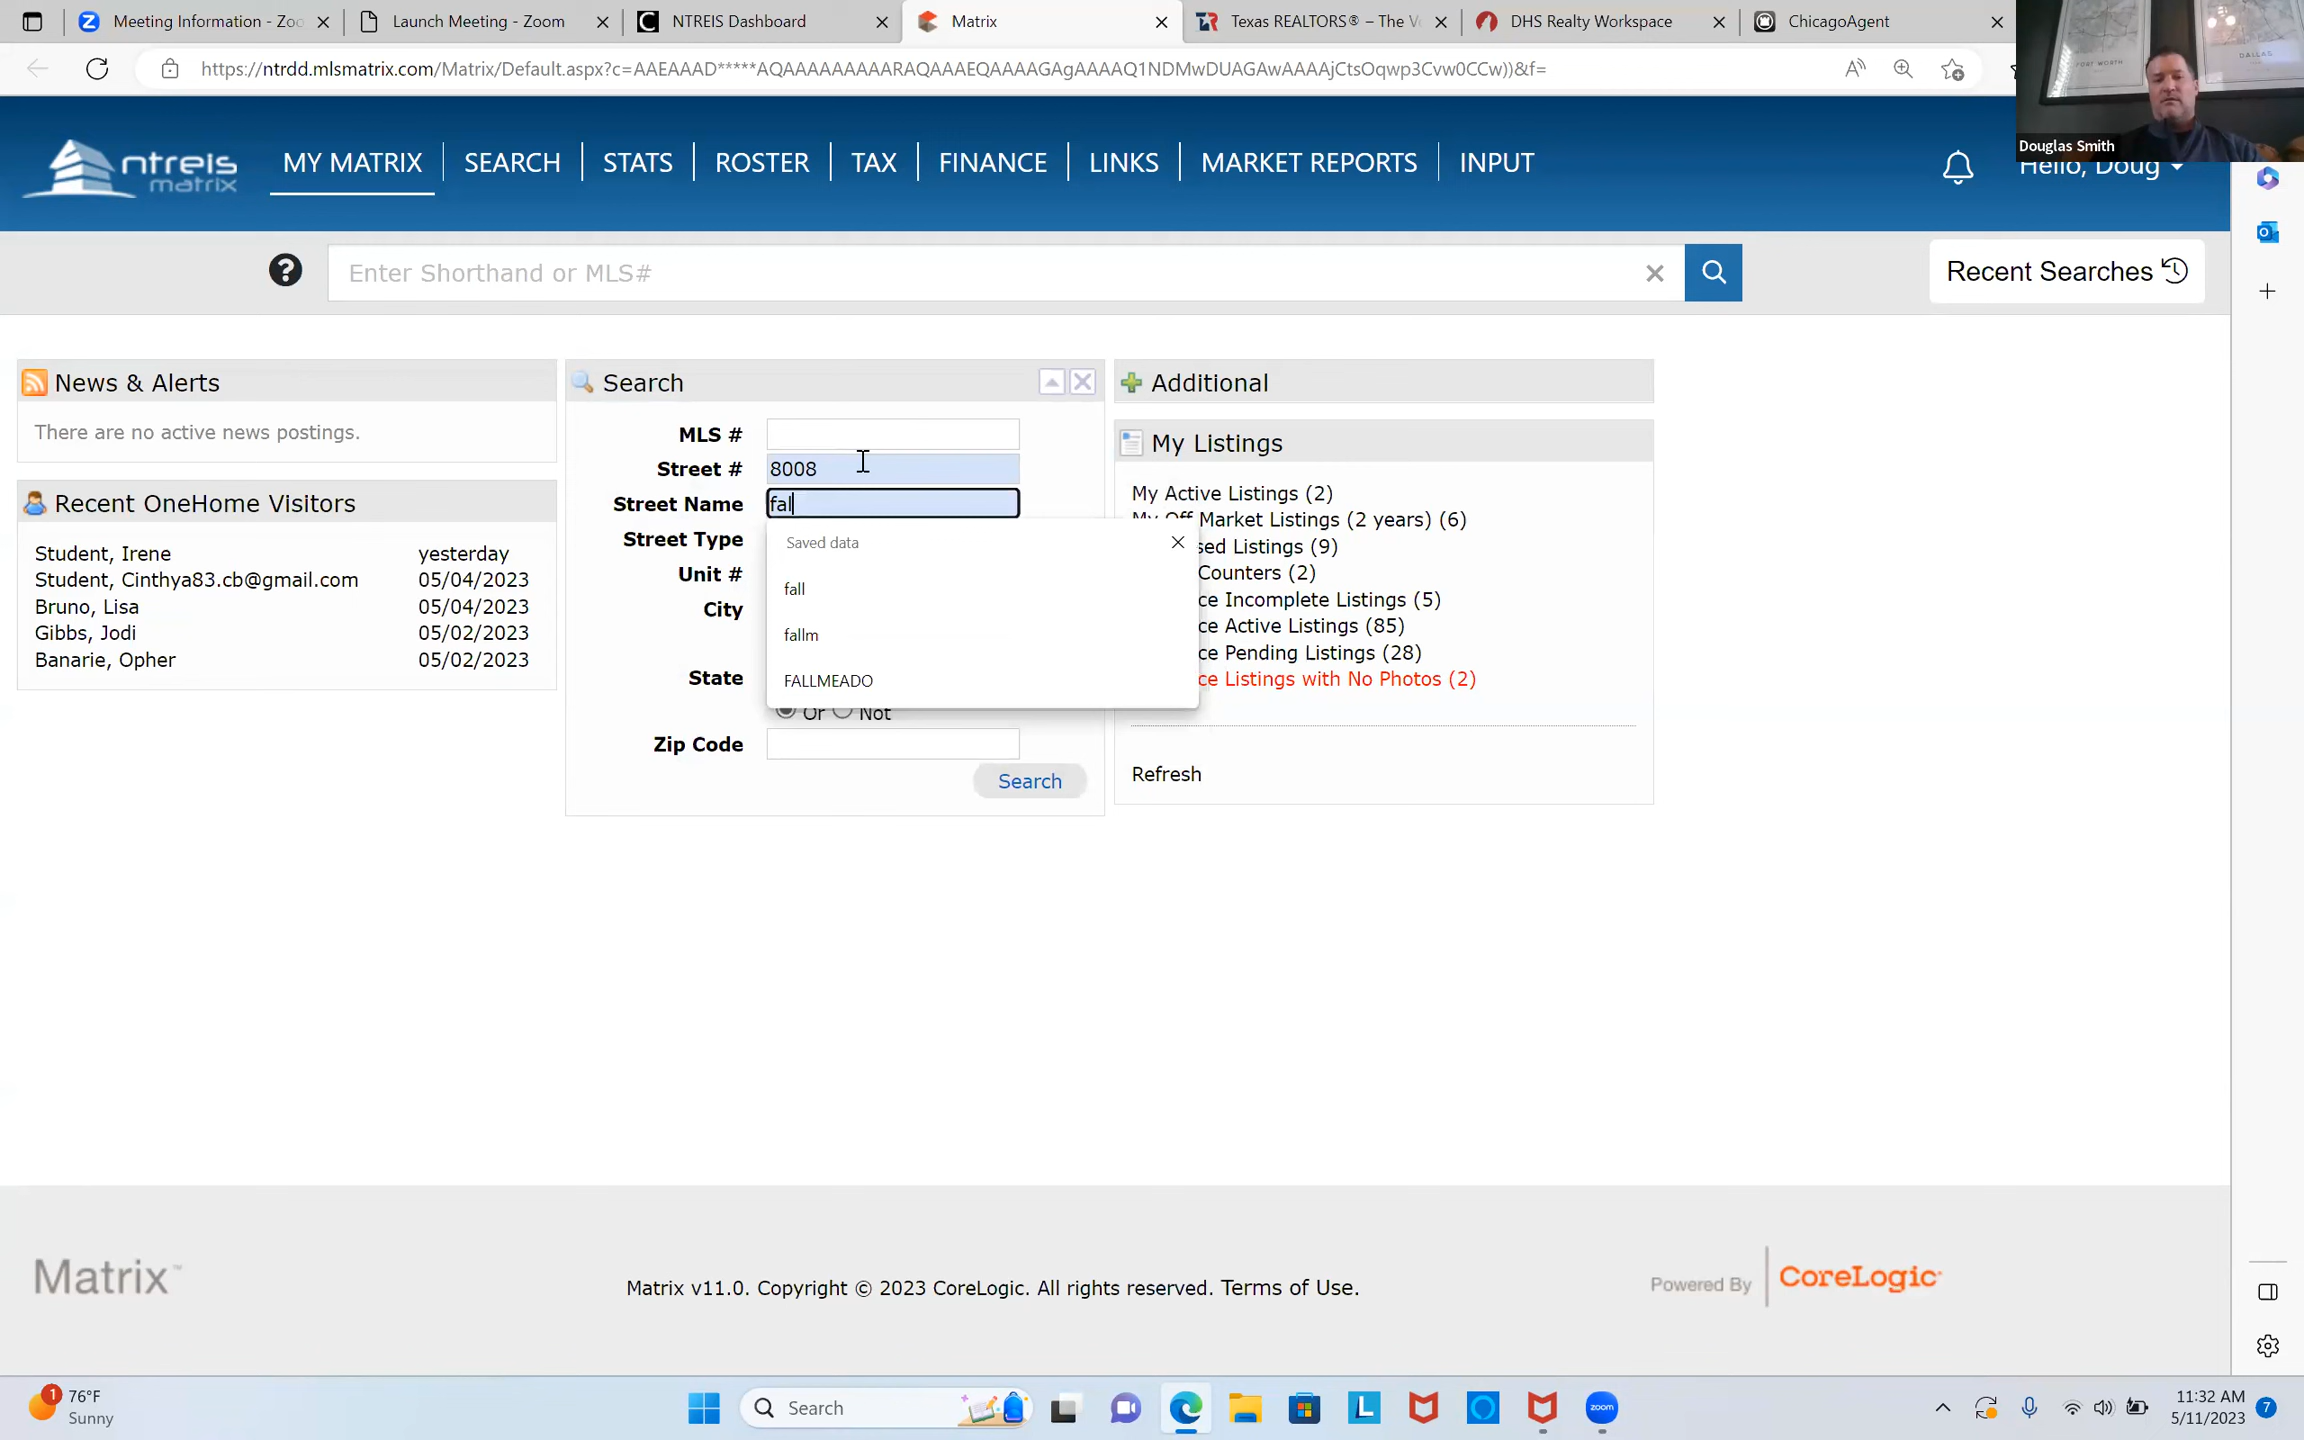 Meeting Information - Zoo
Launch Meeting - Zoom
NTREIS Dashboard
Matrix
Texas REALTORS® – The V
DHS Realty Workspace
ChicagoAgent
https://ntrdd.mlsmatrix.com/Matrix/Default.aspx?c=AAEAAAD*****AQAAAAAAAAARAQAAAEQAAAAGAgAAAAQ1NDMwDUAGAwAAAAjCtsOqwp3Cvw0CCw))&f=
FORT WORTH
DALLAS
Douglas Smith
ntreis
matrix
MY MATRIX
SEARCH
STATS
ROSTER
TAX
FINANCE
LINKS
MARKET REPORTS
INPUT
Hello, Doug
Enter Shorthand or MLS#
Recent Searches
News & Alerts
There are no active news postings.
Recent OneHome Visitors
Student, Irene yesterday
Student, Cinthya83.cb@gmail.com 05/04/2023
Bruno, Lisa 05/04/2023
Gibbs, Jodi 05/02/2023
Banarie, Opher 05/02/2023
Search
MLS #
Street # 8008
Street Name fal
Street Type
Unit #
City
State
Saved data
fall
fallm
FALLMEADO
Or Not
Zip Code
Search
Additional
My Listings
My Active Listings (2)
My Off Market Listings (2 years) (6)
sed Listings (9)
Counters (2)
ce Incomplete Listings (5)
ce Active Listings (85)
ce Pending Listings (28)
ce Listings with No Photos (2)
Refresh
Matrix™
Matrix v11.0. Copyright © 2023 CoreLogic. All rights reserved. Terms of Use.
Powered By
CoreLogic
1
76°F
Sunny
Search
L
zoom
11:32 AM
5/11/2023
7